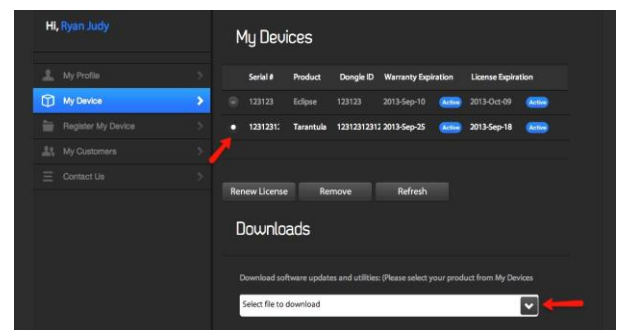 Hi, Ryan Judy
My Devices
My Profile
My Device
Register My Device
My Customers
Contact Us
Serial # Product Dongle ID Warranty Expiration License Expiration
123123 Eclipse 123123 2013-Sep-10 Active 2013-Oct-09 Active
1231231: Tarantula 12312312312 2013-Sep-25 Active 2013-Sep-18 Active
Renew License Remove Refresh
Downloads
Download software updates and utilities: (Please select your product from My Devices
Select file to download